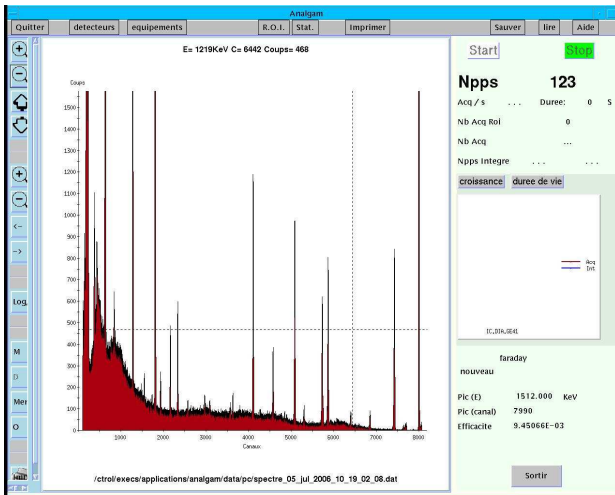 Analgam
Quitter detecteurs equipements R.O.I. Stat. Imprimer Sauver lire Aide
E= 1219KeV C= 6442 Coups= 468
Start Stop
Npps 123
Acq / s ... Duree: 0 S
Nb Acq Roi 0
Nb Acq ...
Npps Integre ... ...
croissance duree de vie
Coups
1500
1400
1300
1200
1100
1000
900
800
700
600
500
400
300
200
100
0
1000 2000 3000 4000 5000 6000 7000 8000
Canaux
<-
->
Log
M
D
Mer
O
Acq
Int
IC,DIA,GE41
faraday
nouveau
Pic (E) 1512.000 KeV
Pic (canal) 7990
Efficacite 9.45066E-03
Sortir
/ctrol/execs/applications/analgam/data/pc/spectre_05_jul_2006_10_19_02_08.dat